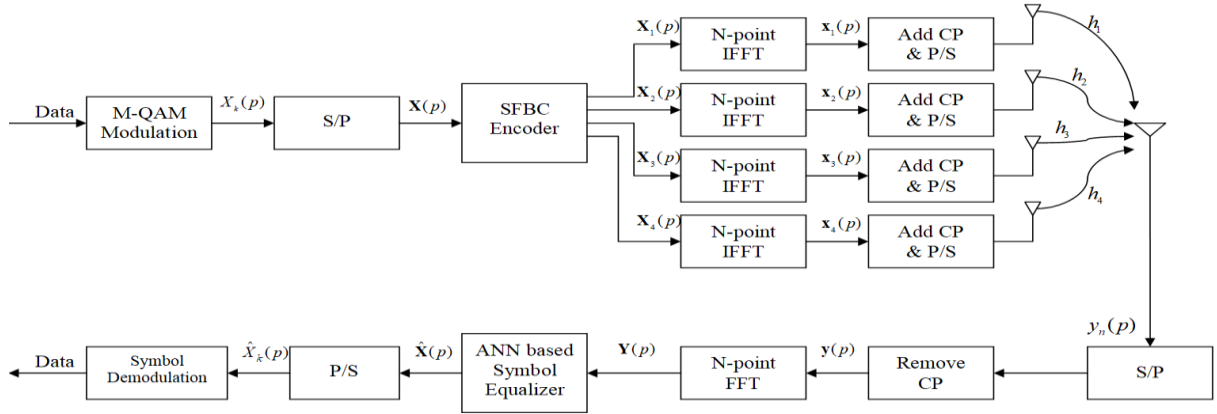 Data
M-QAM
Modulation
X_k(p)
S/P
X(p)
SFBC
Encoder
X_1(p)
N-point
IFFT
x_1(p)
Add CP
& P/S
h_1
X_2(p)
N-point
IFFT
x_2(p)
Add CP
& P/S
h_2
X_3(p)
N-point
IFFT
x_3(p)
Add CP
& P/S
h_3
X_4(p)
N-point
IFFT
x_4(p)
Add CP
& P/S
h_4
y_n(p)
S/P
Remove
CP
y(p)
N-point
FFT
Y(p)
ANN based
Symbol
Equalizer
X̂(p)
P/S
X̂_k(p)
Symbol
Demodulation
Data